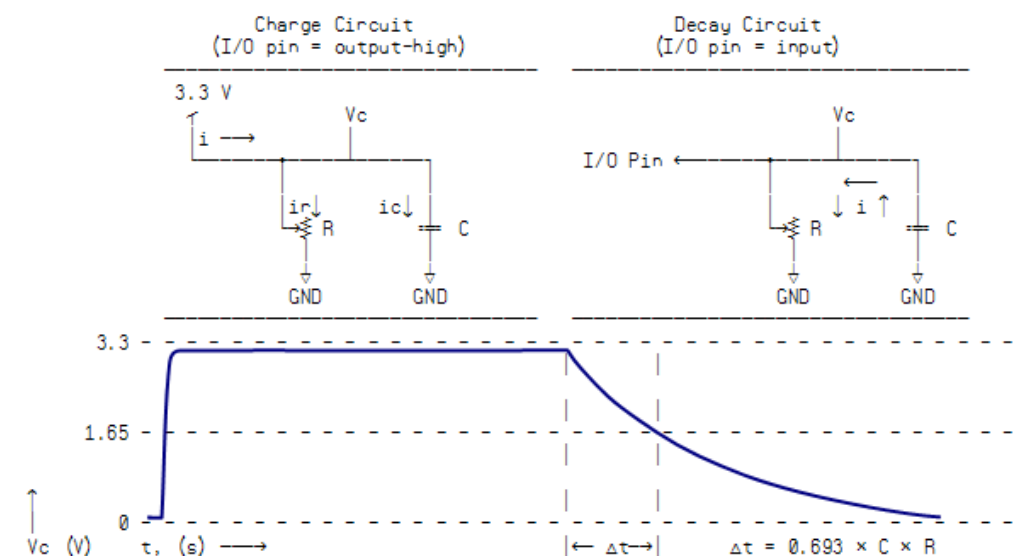 Charge Circuit
(I/O pin = output-high)
Decay Circuit
(I/O pin = input)
3.3 V
i
Vc
ir↓
R
ic↓
C
GND
GND
Vc
I/O Pin
↓ i ↑
R
C
GND
GND
3.3
1.65
0
Vc (V)
t, (s)
Δt
Δt = 0.693 × C × R